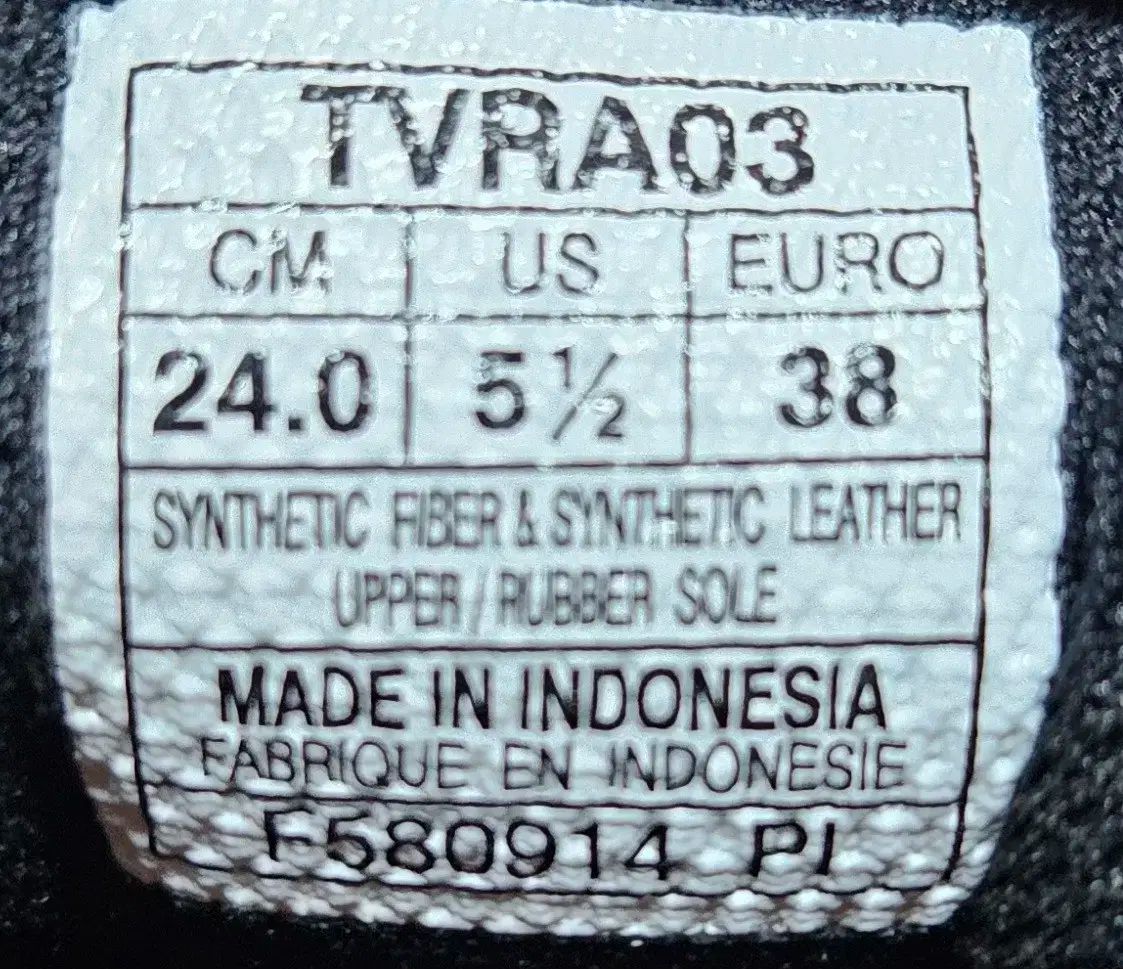 TVRA03
CM US EURO
24.0 5½ 38
SYNTHETIC FIBER & SYNTHETIC LEATHER
UPPER / RUBBER SOLE
MADE IN INDONESIA
FABRIQUE EN INDONESIE
F580914 PI